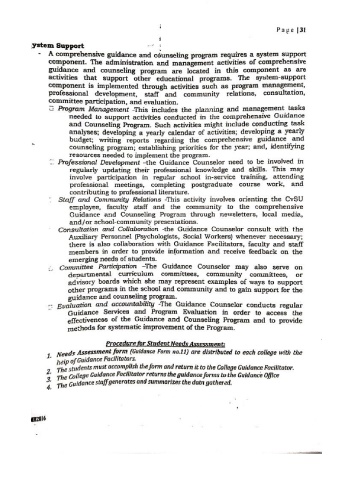 Page | 31
ystem Support
- A comprehensive guidance and counseling program requires a system support
component. The administration and management activities of comprehensive
guidance and counseling program are located in this component as are
activities that support other educational programs. The system-support
component is implemented through activities such as program management,
professional development, staff and community relations, consultation,
committee participation, and evaluation.
Program Management -This includes the planning and management tasks
needed to support activities conducted in the comprehensive Guidance
and Counseling Program. Such activities might include conducting task
analyses; developing a yearly calendar of activities; developing a yearly
budget; writing reports regarding the comprehensive guidance and
counseling program; establishing priorities for the year; and, identifying
resources needed to implement the program.
Professional Development -the Guidance Counselor need to be involved in
regularly updating their professional knowledge and skills. This may
involve participation in regular school in-service training, attending
professional meetings, completing postgraduate course work, and
contributing to professional literature.
Staff and Community Relations -This activity involves orienting the CvSU
employee, faculty staff and the community to the comprehensive
Guidance and Counseling Program through newsletters, local media,
and/or school-community presentations.
Consultation and Collaboration -the Guidance Counselor consult with the
Auxiliary Personnel (Psychologists, Social Workers) whenever necessary;
there is also collaboration with Guidance Facilitators, faculty and staff
members in order to provide information and receive feedback on the
emerging needs of students.
Committee Participation -The Guidance Counselor may also serve on
departmental curriculum committees, community committees, or
advisory boards which she may represent examples of ways to support
other programs in the school and community and to gain support for the
guidance and counseling program.
Evaluation and accountability -The Guidance Counselor conducts regular
Guidance Services and Program Evaluation in order to access the
effectiveness of the Guidance and Counseling Program and to provide
methods for systematic improvement of the Program.
Procedure for Student Needs Assessment:
1. Needs Assessment form (Guidance Form no.11) are distributed to each college with the
help of Guidance Facilitators.
2. The students must accomplish the form and return it to the College Guidance Facilitator.
3. The College Guidance Facilitator returns the guidance forms to the Guidance Office
4. The Guidance staff generates and summarizes the data gathered.